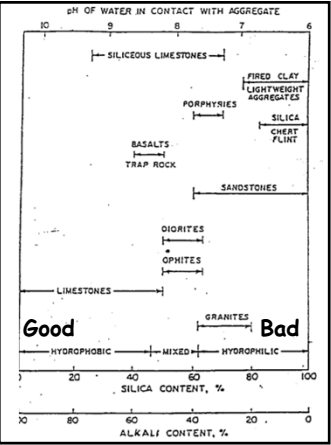 pH OF WATER IN CONTACT WITH AGGREGATE
10 9 8 7 6
SILICEOUS LIMESTONES
FIRED CLAY
LIGHTWEIGHT
AGGREGATES
PORPHYRIES
SILICA
CHERT
FLINT
BASALTS
TRAP ROCK
SANDSTONES
DIORITES
OPHITES
LIMESTONES
GRANITES
Good Bad
HYDROPHOBIC MIXED HYDROPHILIC
20 40 60 80 100
SILICA CONTENT, %
80 60 40 20 0
ALKALI CONTENT, %